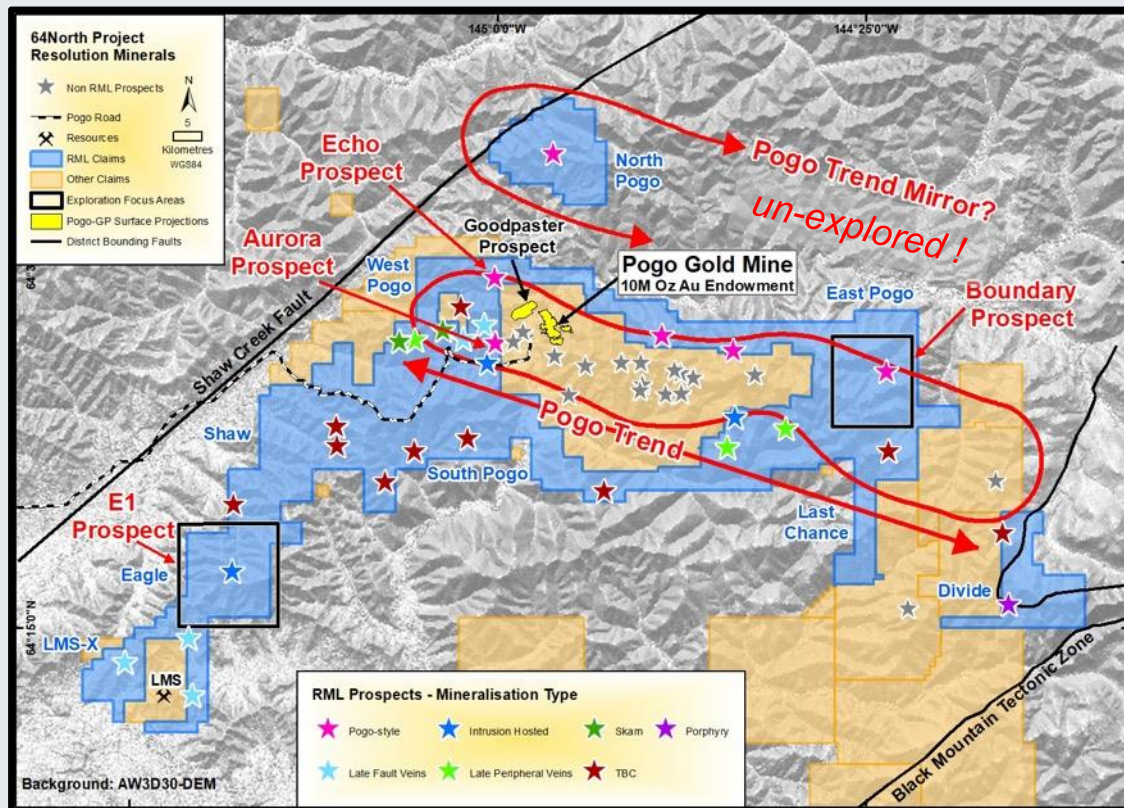 64North Project
Resolution Minerals
Non RML Prospects
Pogo Road
Resources
RML Claims
Other Claims
Exploration Focus Areas
Pogo-GP Surface Projections
District Bounding Faults
N
5
Kilometres
WGS84
145°0'0"W
144°25'0"W
Echo
Prospect
North
Pogo
Pogo Trend Mirror?
un-explored !
Goodpaster
Prospect
Aurora
Prospect
West
Pogo
Pogo Gold Mine
10M Oz Au Endowment
East Pogo
Boundary
Prospect
Shaw Creek Fault
Pogo Trend
Shaw
South Pogo
E1
Prospect
Last
Chance
Eagle
Divide
64°15'0"N
LMS-X
LMS
Black Mountain Tectonic Zone
RML Prospects - Mineralisation Type
Pogo-style
Intrusion Hosted
Skarn
Porphyry
Late Fault Veins
Late Peripheral Veins
TBC
Background: AW3D30-DEM